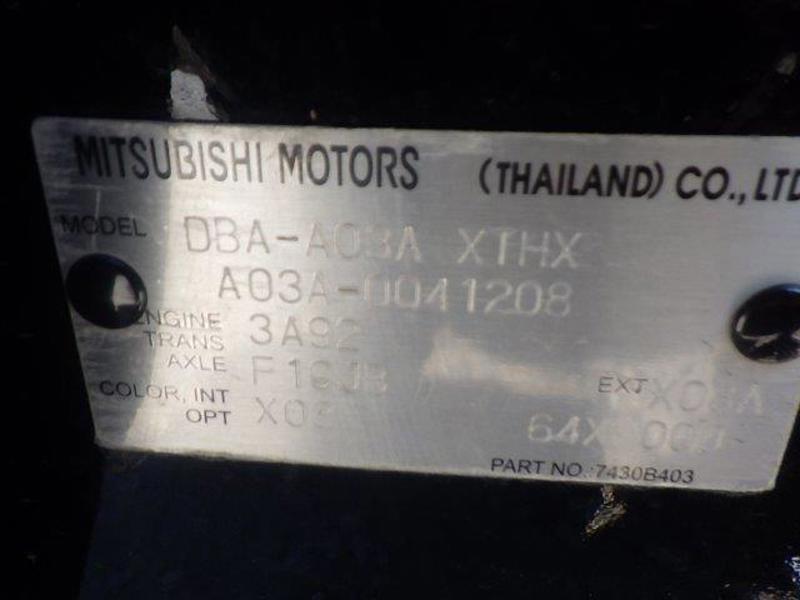 MITSUBISHI MOTORS (THAILAND) CO., LTD
MODEL DBA-A03A XTHX
A03A-0041208
ENGINE 3A92
TRANS
AXLE
COLOR, INT EXT
OPT
PART NO.: 7430B403